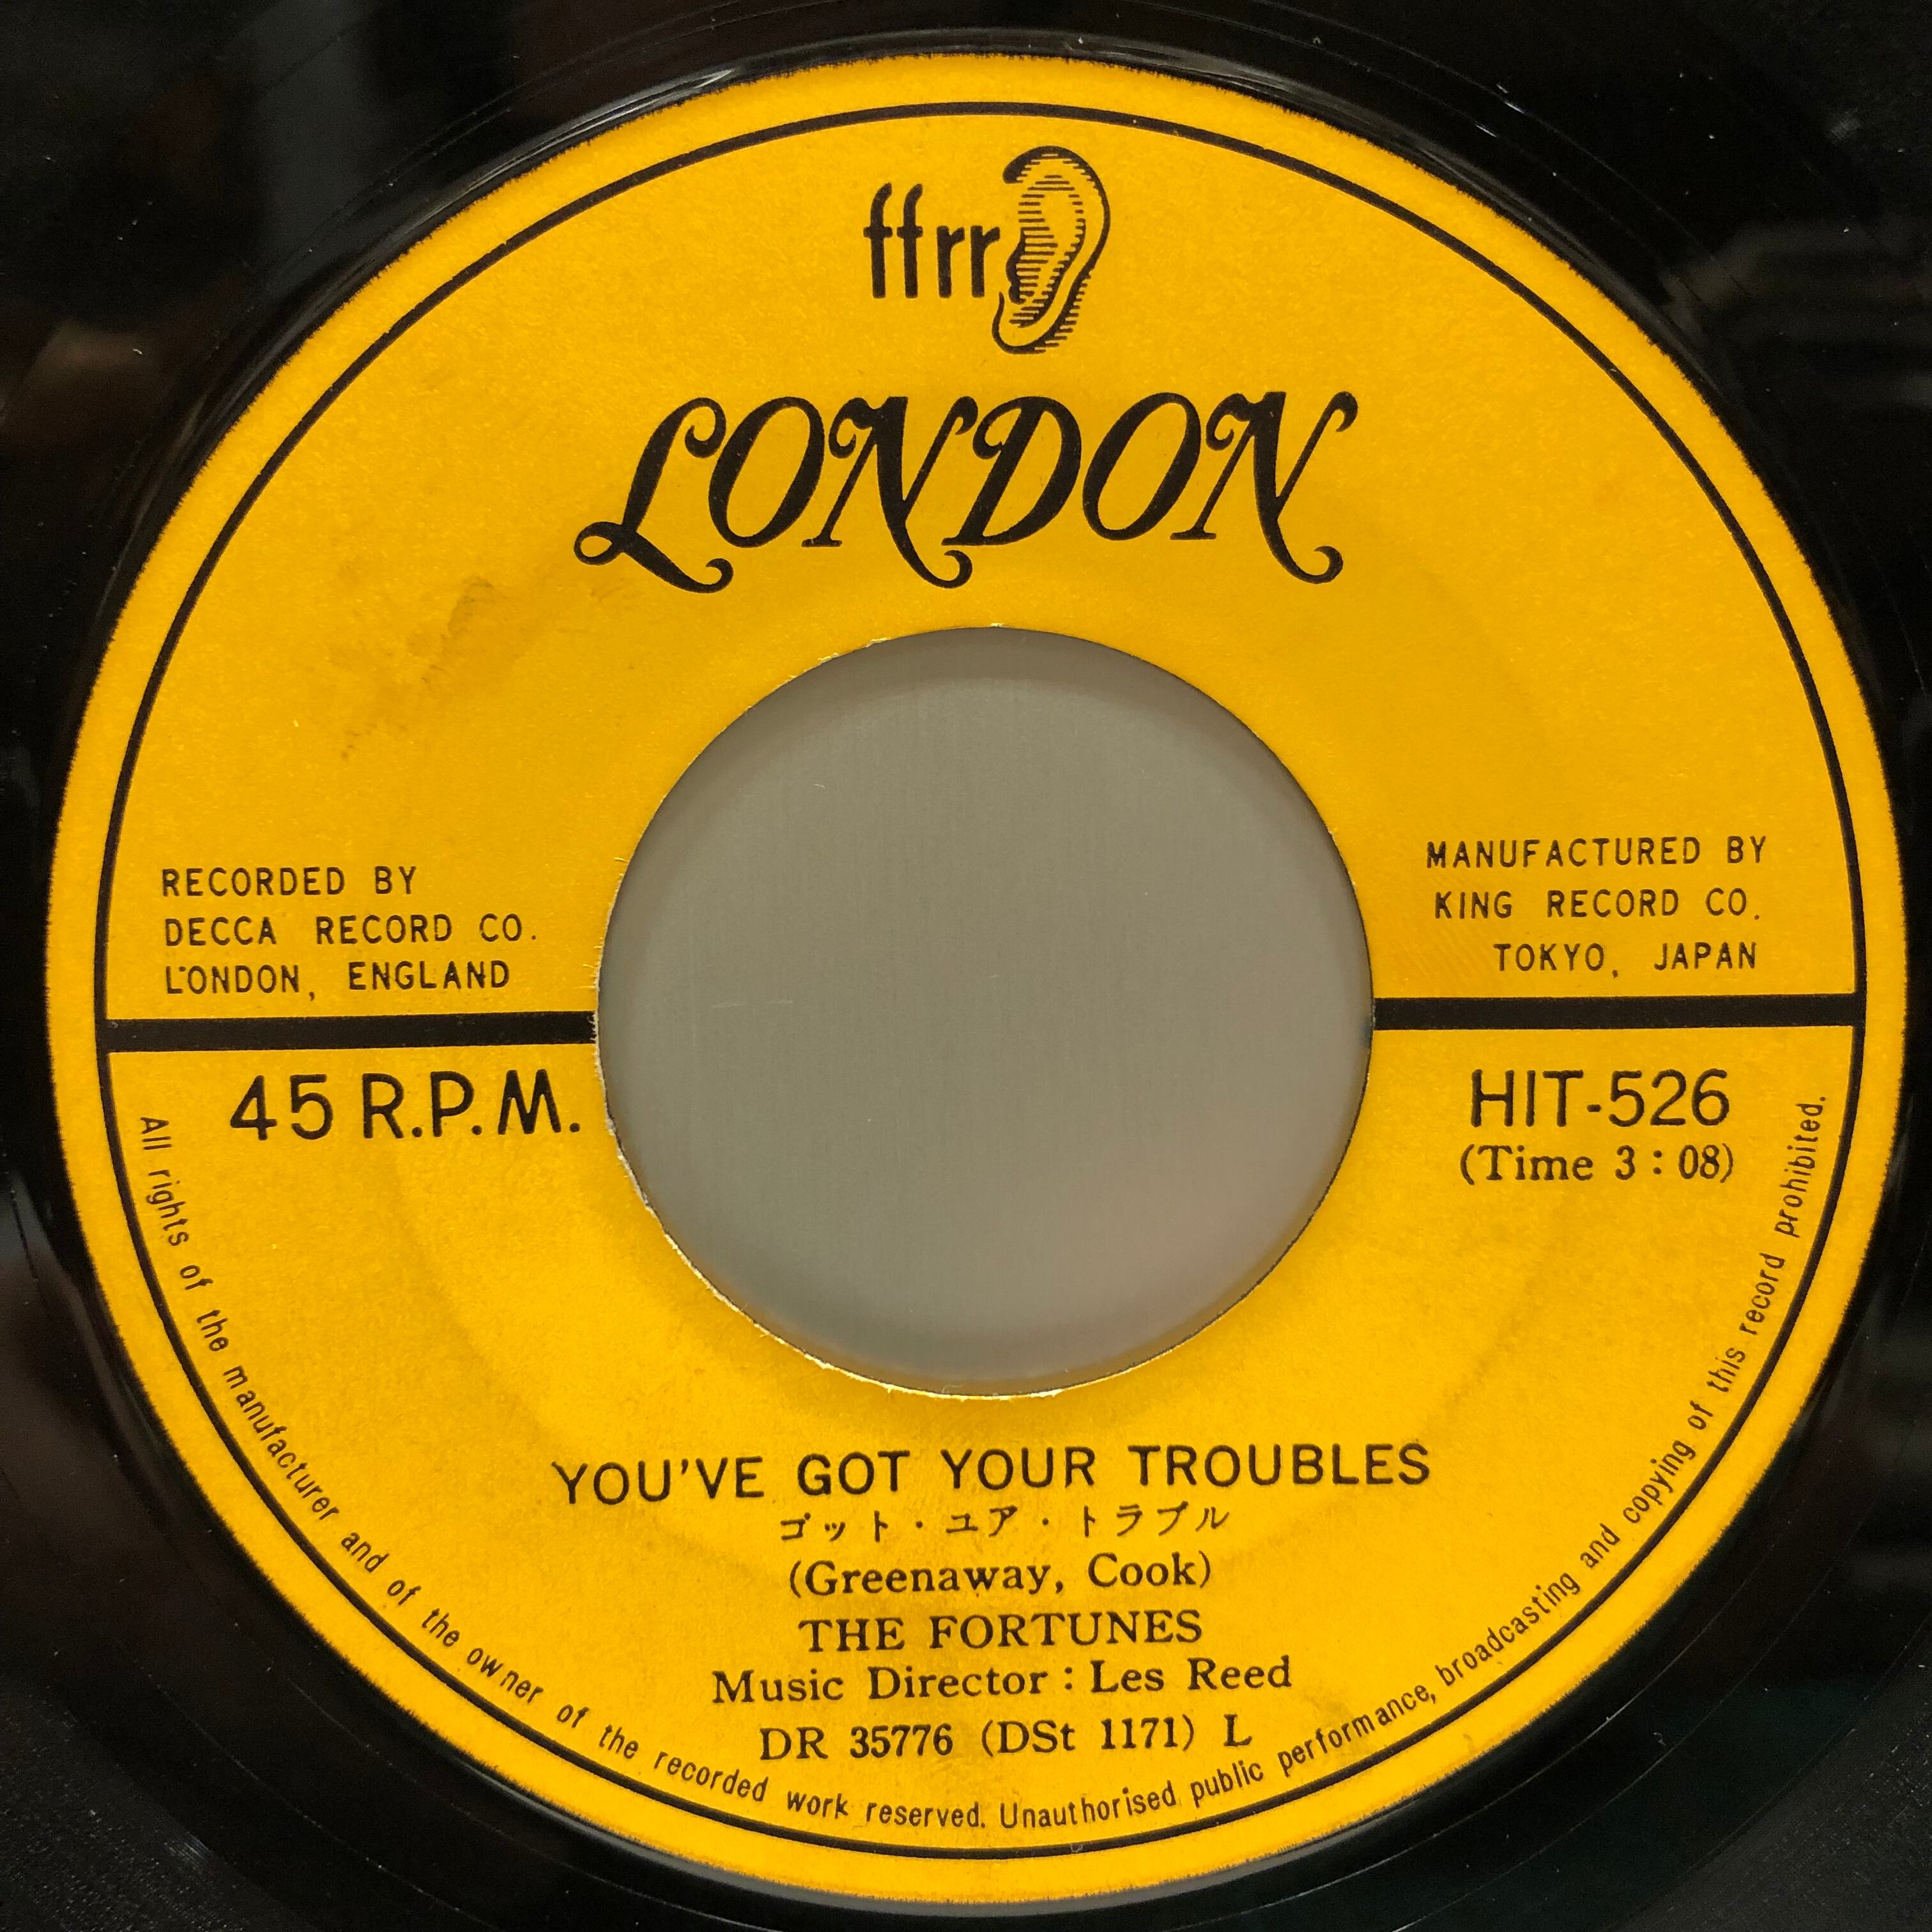 ffrr
LONDON
RECORDED BY
DECCA RECORD CO.
LONDON, ENGLAND
MANUFACTURED BY
KING RECORD CO.
TOKYO, JAPAN
45 R.P.M.
HIT-526
(Time 3:08)
YOU'VE GOT YOUR TROUBLES
ゴット・ユア・トラブル
(Greenaway, Cook)
THE FORTUNES
Music Director : Les Reed
DR 35776 (DSt 1171) L
All rights of the manufacturer and of the owner of the recorded work reserved. Unauthorised public performance, broadcasting and copying of this record prohibited.